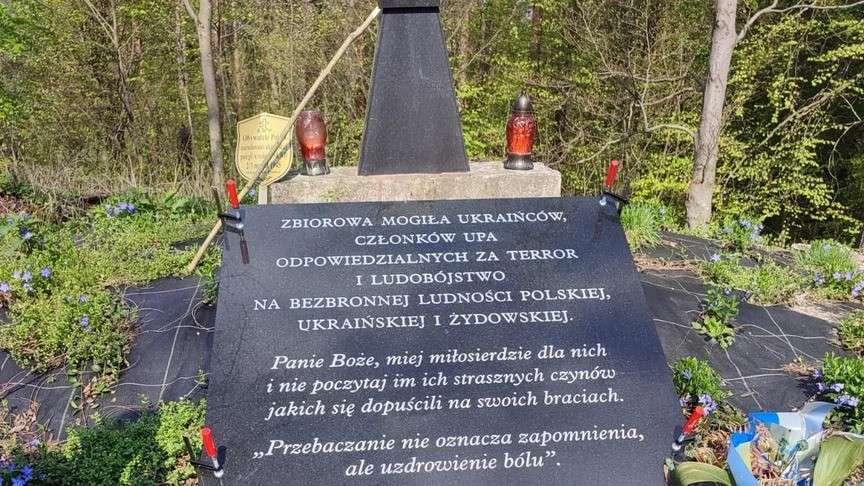 Obywatele
ZBIOROWA MOGIŁA UKRAIŃCÓW,
CZŁONKÓW UPA
ODPOWIEDZIALNYCH ZA TERROR
I LUDOBÓJSTWO
NA BEZBRONNEJ LUDNOŚCI POLSKIEJ,
UKRAIŃSKIEJ I ŻYDOWSKIEJ.
Panie Boże, miej miłosierdzie dla nich
i nie poczytaj im ich strasznych czynów
jakich się dopuścili na swoich braciach.
„Przebaczanie nie oznacza zapomnienia,
ale uzdrowienie bólu”.